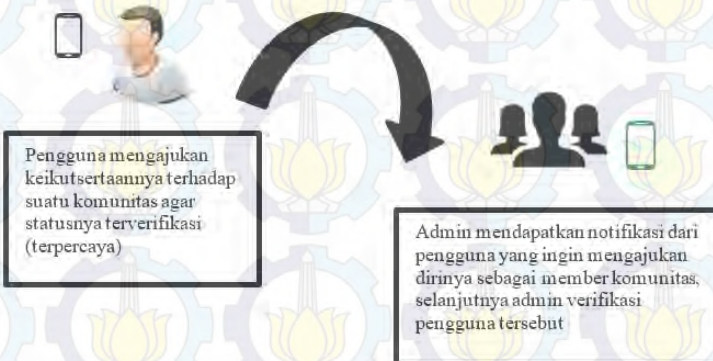 Pengguna mengajukan
keikutsertaannya terhadap
suatu komunitas agar
statusnya terverifikasi
(terpercaya)
Admin mendapatkan notifikasi dari
pengguna yang ingin mengajukan
dirinya sebagai member komunitas,
selanjutnya admin verifikasi
pengguna tersebut